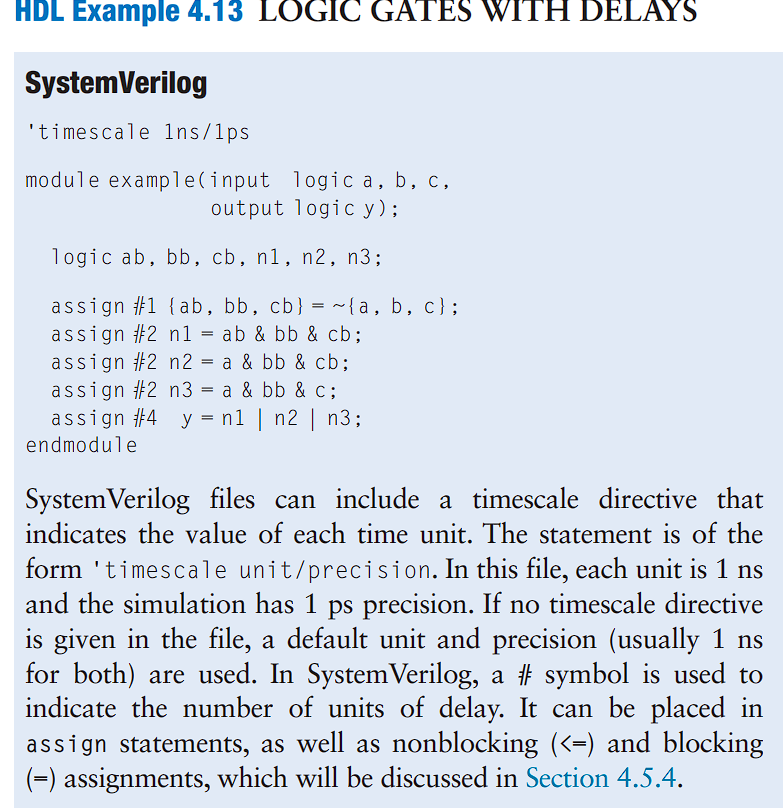 HDL Example 4.13 LOGIC GATES WITH DELAYS
SystemVerilog
'timescale 1ns/1ps
module example(input logic a, b, c,
output logic y);
logic ab, bb, cb, n1, n2, n3;
assign #1 {ab, bb, cb} = ~{a, b, c};
assign #2 n1 = ab & bb & cb;
assign #2 n2 = a & bb & cb;
assign #2 n3 = a & bb & c;
assign #4 y = n1 | n2 | n3;
endmodule
SystemVerilog files can include a timescale directive that
indicates the value of each time unit. The statement is of the
form 'timescale unit/precision. In this file, each unit is 1 ns
and the simulation has 1 ps precision. If no timescale directive
is given in the file, a default unit and precision (usually 1 ns
for both) are used. In SystemVerilog, a # symbol is used to
indicate the number of units of delay. It can be placed in
assign statements, as well as nonblocking (<=) and blocking
(=) assignments, which will be discussed in Section 4.5.4.